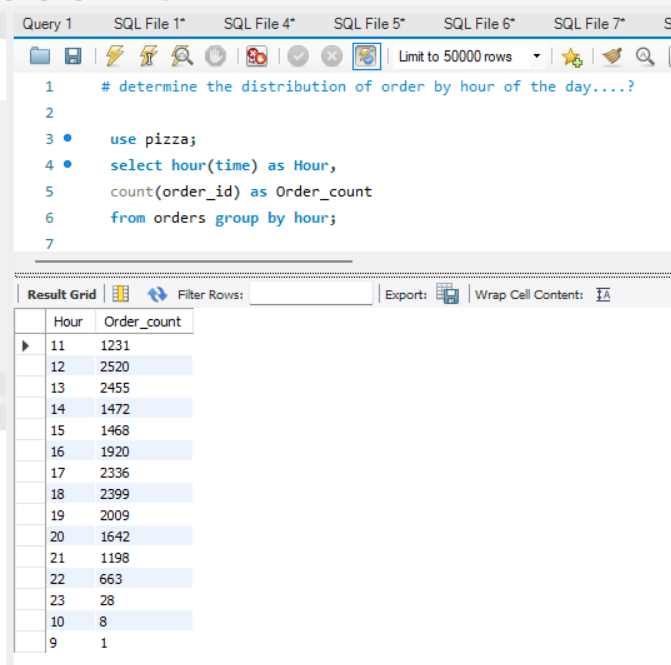 Query 1 SQL File 1* SQL File 4* SQL File 5* SQL File 6* SQL File 7* S
Limit to 50000 rows
1 # determine the distribution of order by hour of the day....?
2
3 use pizza;
4 select hour(time) as Hour,
5 count(order_id) as Order_count
6 from orders group by hour;
7
Result Grid Filter Rows: Export: Wrap Cell Content: IA
Hour Order_count
11 1231
12 2520
13 2455
14 1472
15 1468
16 1920
17 2336
18 2399
19 2009
20 1642
21 1198
22 663
23 28
10 8
9 1